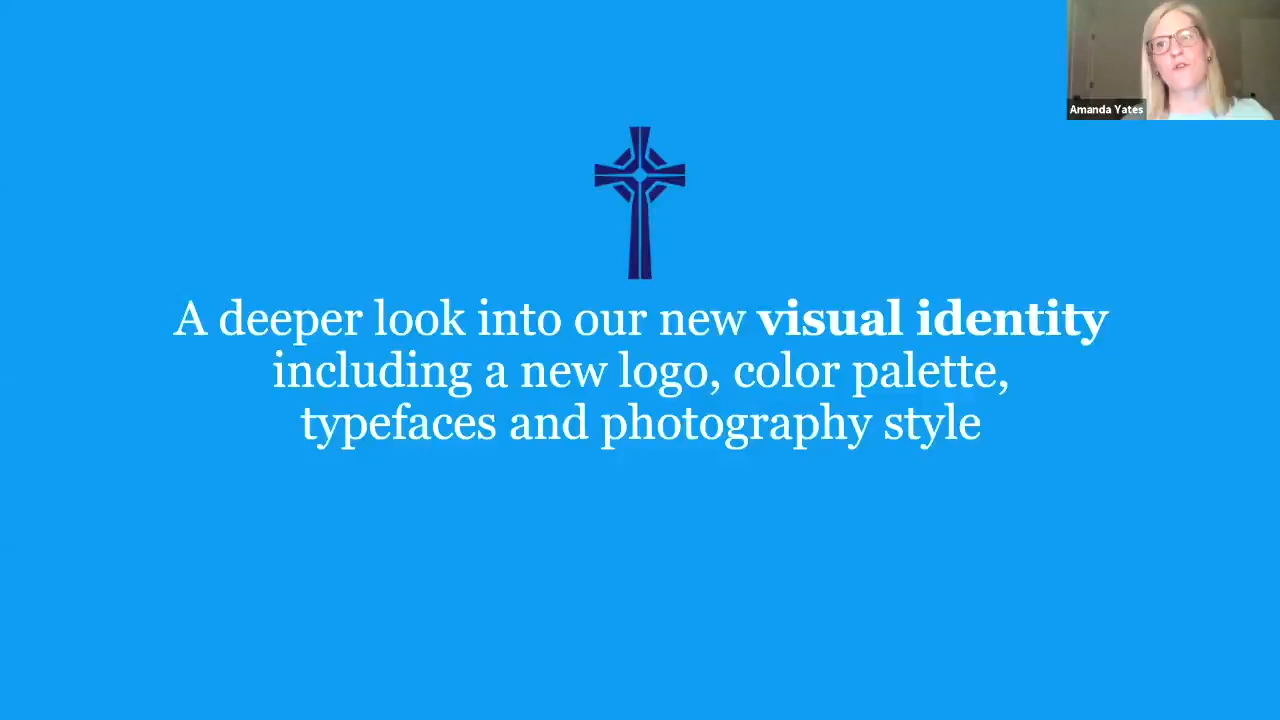 Amanda Yates
A deeper look into our new visual identity
including a new logo, color palette,
typefaces and photography style